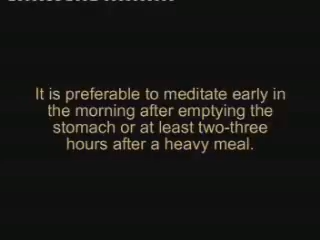 It is preferable to meditate early in
the morning after emptying the
stomach or at least two-three
hours after a heavy meal.